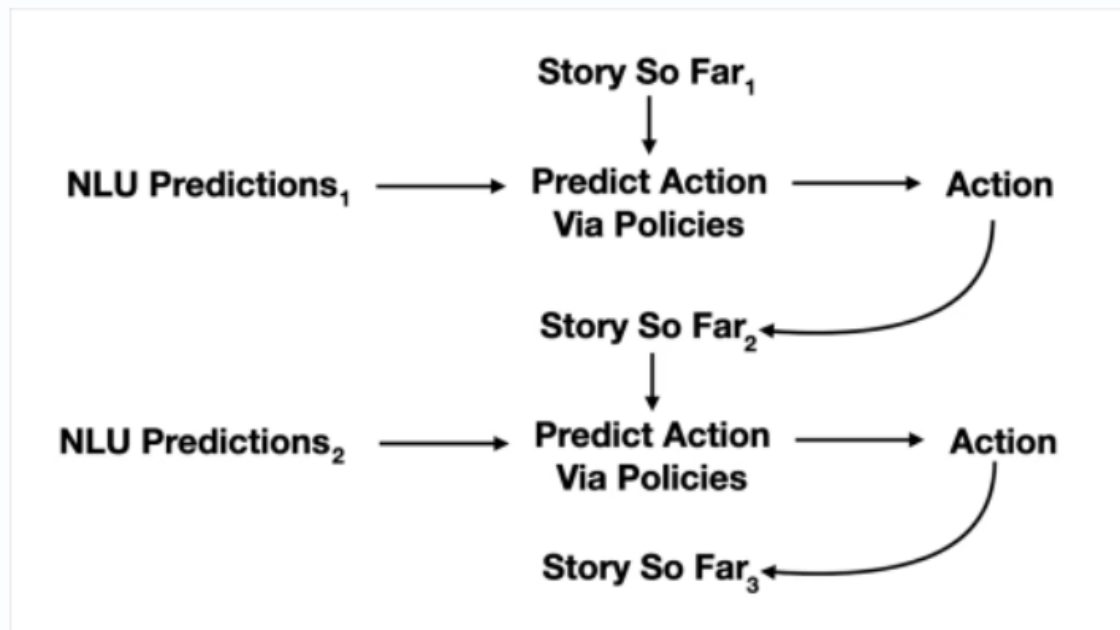 Story So Far₁
NLU Predictions₁
Predict Action
Via Policies
Action
Story So Far₂
NLU Predictions₂
Predict Action
Via Policies
Action
Story So Far₃